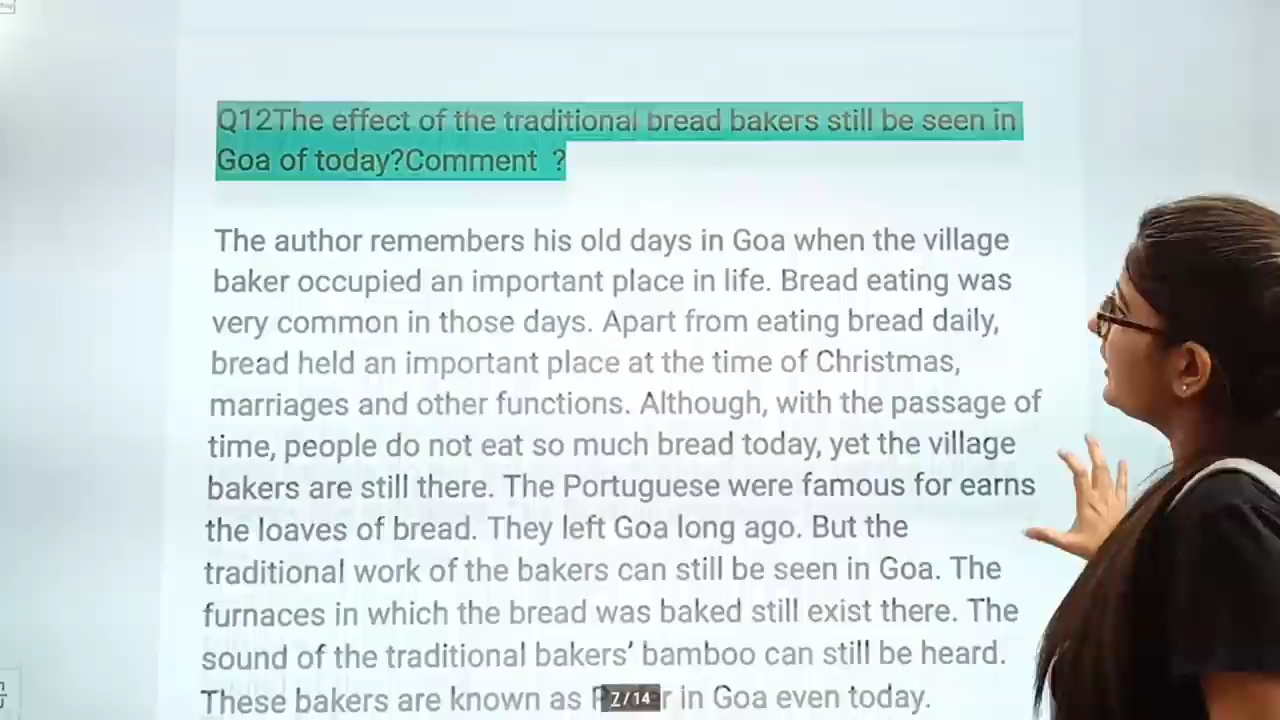 Q12The effect of the traditional bread bakers still be seen in
Goa of today?Comment ?
The author remembers his old days in Goa when the village
baker occupied an important place in life. Bread eating was
very common in those days. Apart from eating bread daily,
bread held an important place at the time of Christmas,
marriages and other functions. Although, with the passage of
time, people do not eat so much bread today, yet the village
bakers are still there. The Portuguese were famous for earns
the loaves of bread. They left Goa long ago. But the
traditional work of the bakers can still be seen in Goa. The
furnaces in which the bread was baked still exist there. The
sound of the traditional bakers' bamboo can still be heard.
These bakers are known as in Goa even today.
7/14